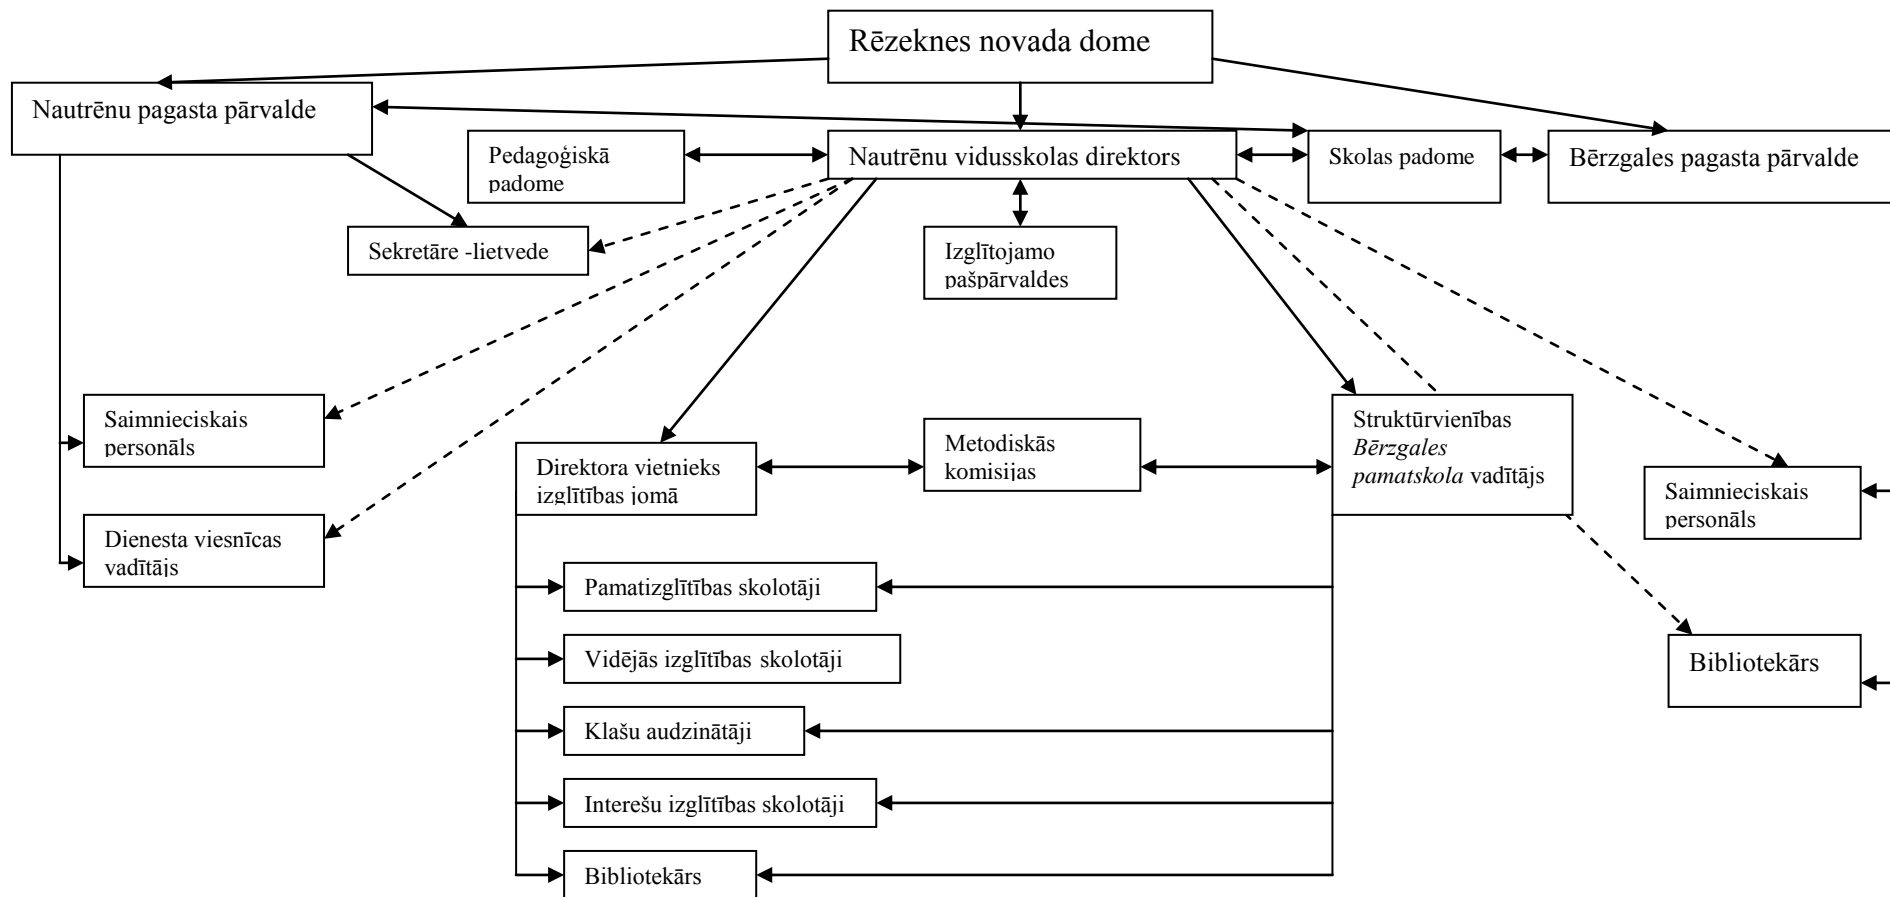 Rēzeknes novada dome
Nautrēnu pagasta pārvalde
Pedagoģiskā
padome
Nautrēnu vidusskolas direktors
Skolas padome
Bērzgales pagasta pārvalde
Sekretāre -lietvede
Izglītojamo
pašpārvaldes
Saimnieciskais
personāls
Direktora vietnieks
izglītības jomā
Metodiskās
komisijas
Struktūrvienības
Bērzgales
pamatskola vadītājs
Saimnieciskais
personāls
Dienesta viesnīcas
vadītājs
Pamatizglītības skolotāji
Vidējās izglītības skolotāji
Bibliotekārs
Klašu audzinātāji
Interešu izglītības skolotāji
Bibliotekārs